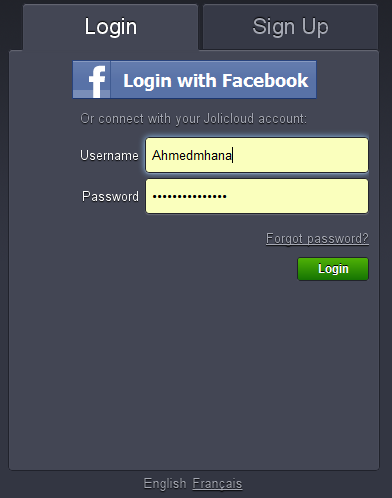 Login Sign Up
f Login with Facebook
Or connect with your Jolicloud account:
Username Ahmedmhana
Password •••••••••••••••
Forgot password?
Login
English Français